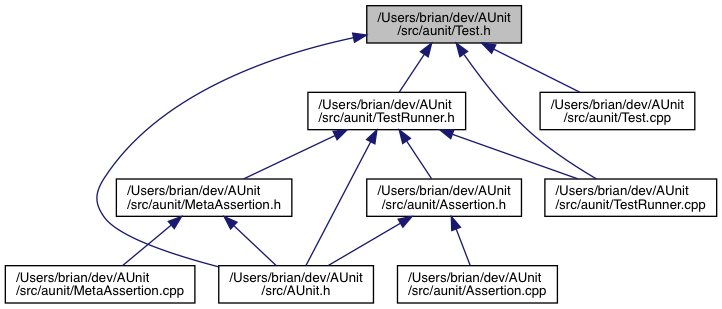 /Users/brian/dev/AUnit
/src/aunit/Test.h
/Users/brian/dev/AUnit
/src/aunit/TestRunner.h
/Users/brian/dev/AUnit
/src/aunit/Test.cpp
/Users/brian/dev/AUnit
/src/aunit/MetaAssertion.h
/Users/brian/dev/AUnit
/src/aunit/Assertion.h
/Users/brian/dev/AUnit
/src/aunit/TestRunner.cpp
/Users/brian/dev/AUnit
/src/aunit/MetaAssertion.cpp
/Users/brian/dev/AUnit
/src/AUnit.h
/Users/brian/dev/AUnit
/src/aunit/Assertion.cpp